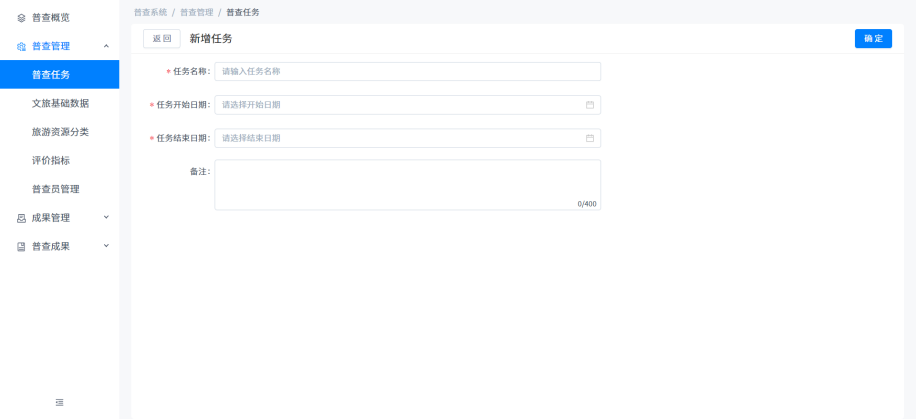 普查概览
普查管理
普查任务
文旅基础数据
旅游资源分类
评价指标
普查员管理
成果管理
普查成果
普查系统 / 普查管理 / 普查任务
返回 新增任务 确定
* 任务名称: 请输入任务名称
* 任务开始日期: 请选择开始日期
* 任务结束日期: 请选择结束日期
备注:
0/400